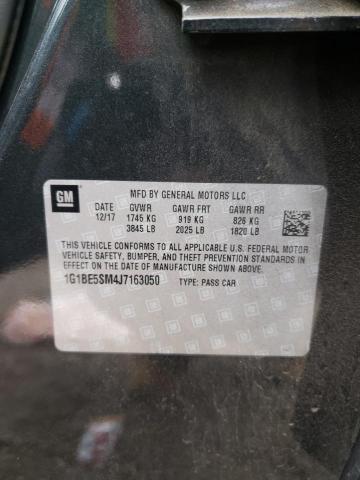 GM
MFD BY GENERAL MOTORS LLC
DATE GVWR GAWR FRT GAWR RR
12/17 1745 KG 919 KG 826 KG
3845 LB 2025 LB 1820 LB
THIS VEHICLE CONFORMS TO ALL APPLICABLE U.S. FEDERAL MOTOR
VEHICLE SAFETY, BUMPER, AND THEFT PREVENTION STANDARDS IN
EFFECT ON THE DATE OF MANUFACTURE SHOWN ABOVE.
1G1BE5SM4J7163050 TYPE: PASS CAR